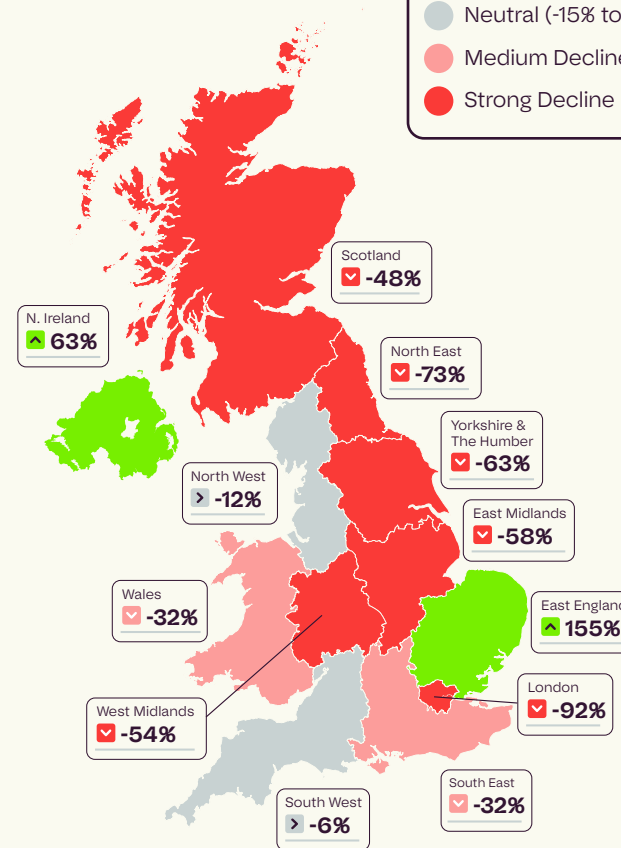 Neutral (-15% to
Medium Decline
Strong Decline
Scotland
-48%
N. Ireland
63%
North East
-73%
Yorkshire &
The Humber
-63%
North West
-12%
East Midlands
-58%
Wales
-32%
East England
155%
London
-92%
West Midlands
-54%
South East
-32%
South West
-6%